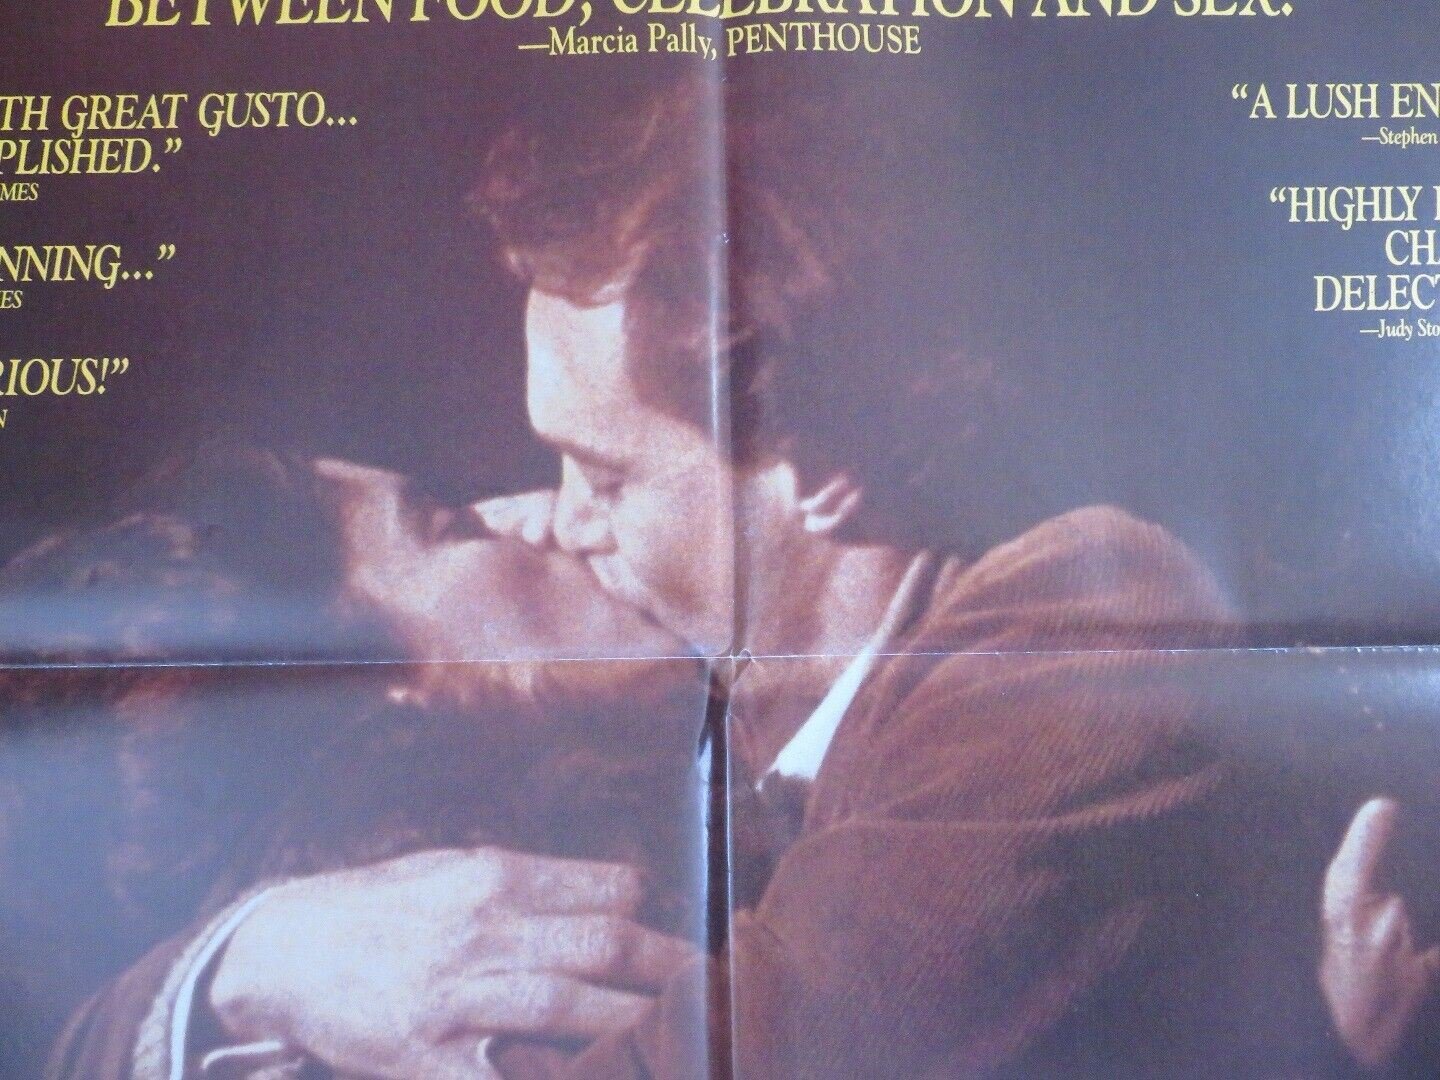 BETWEEN FOOD, CELEBRATION AND SEX.
—Marcia Pally, PENTHOUSE
TH GREAT GUSTO...
PLISHED.”
MES
NNING...”
ES
RIOUS!”
N
“A LUSH EN
—Stephen
“HIGHLY
CHA
DELECT
—Judy Sto